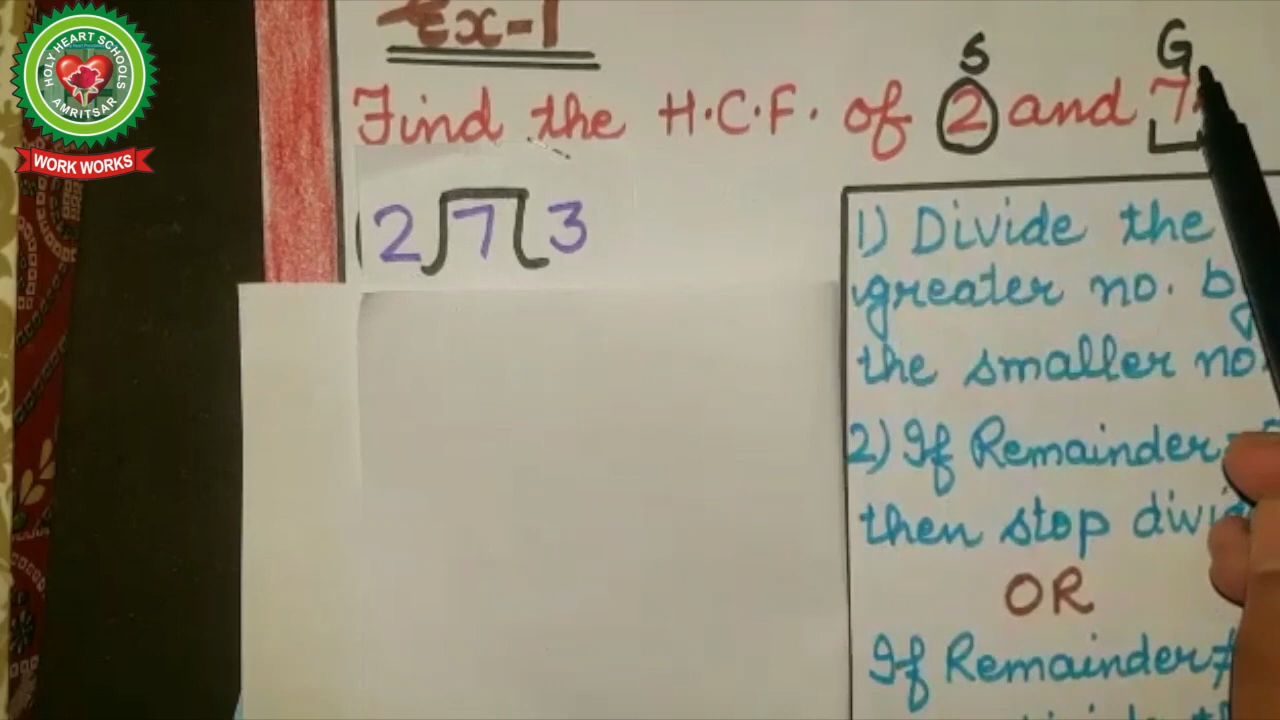 HOLY HEART SCHOOLS
AMRITSAR
WORK WORKS
Ex-1
S G
Find the H.C.F. of 2 and 7
2 7 3
1) Divide the
greater no. by
the smaller no.
2) If Remainder =
then stop
OR
If Remainder ≠